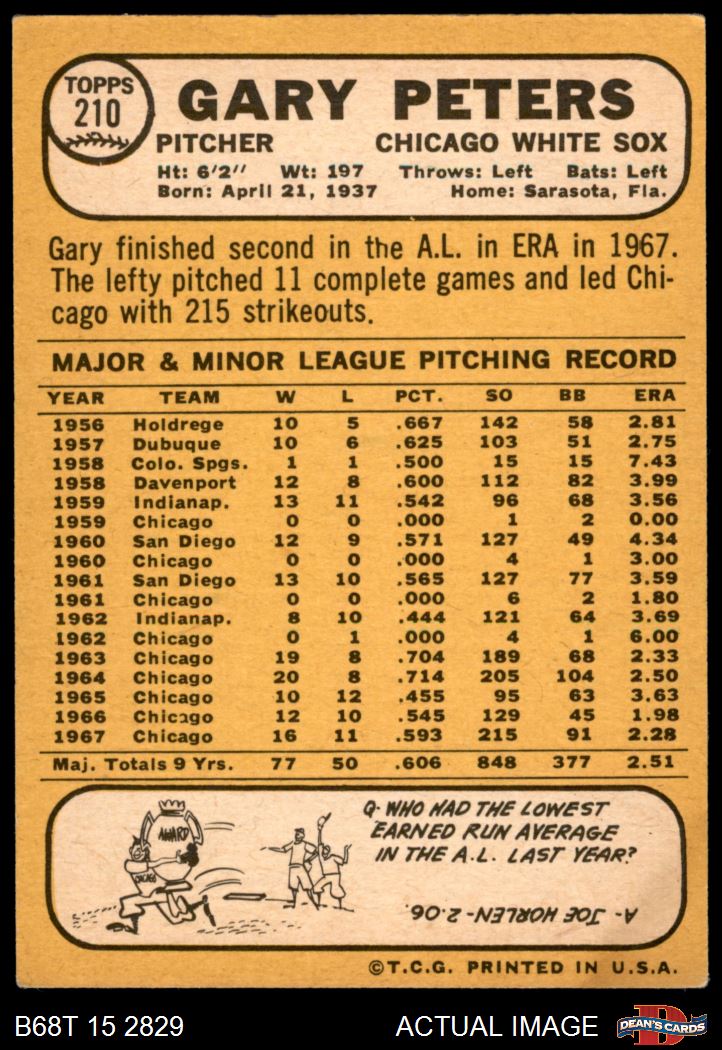 TOPPS
210
GARY PETERS
PITCHER CHICAGO WHITE SOX
Ht: 6'2" Wt: 197 Throws: Left Bats: Left
Born: April 21, 1937 Home: Sarasota, Fla.
Gary finished second in the A.L. in ERA in 1967.
The lefty pitched 11 complete games and led Chi-
cago with 215 strikeouts.
MAJOR & MINOR LEAGUE PITCHING RECORD
YEAR TEAM W L PCT. SO BB ERA
1956 Holdrege 10 5 .667 142 58 2.81
1957 Dubuque 10 6 .625 103 51 2.75
1958 Colo. Spgs. 1 1 .500 15 15 7.43
1958 Davenport 12 8 .600 112 82 3.99
1959 Indianap. 13 11 .542 96 68 3.56
1959 Chicago 0 0 .000 1 2 0.00
1960 San Diego 12 9 .571 127 49 4.34
1960 Chicago 0 0 .000 4 1 3.00
1961 San Diego 13 10 .565 127 77 3.59
1961 Chicago 0 0 .000 6 2 1.80
1962 Indianap. 8 10 .444 121 64 3.69
1962 Chicago 0 1 .000 4 1 6.00
1963 Chicago 19 8 .704 189 68 2.33
1964 Chicago 20 8 .714 205 104 2.50
1965 Chicago 10 12 .455 95 63 3.63
1966 Chicago 12 10 .545 129 45 1.98
1967 Chicago 16 11 .593 215 91 2.28
Maj. Totals 9 Yrs. 77 50 .606 848 377 2.51
AWARD
CHICAGO
Q- WHO HAD THE LOWEST
EARNED RUN AVERAGE
IN THE A.L. LAST YEAR?
A- JOE HORLEN-2.06.
©T.C.G. PRINTED IN U.S.A.
B68T 15 2829 ACTUAL IMAGE
D
DEAN'S CARDS